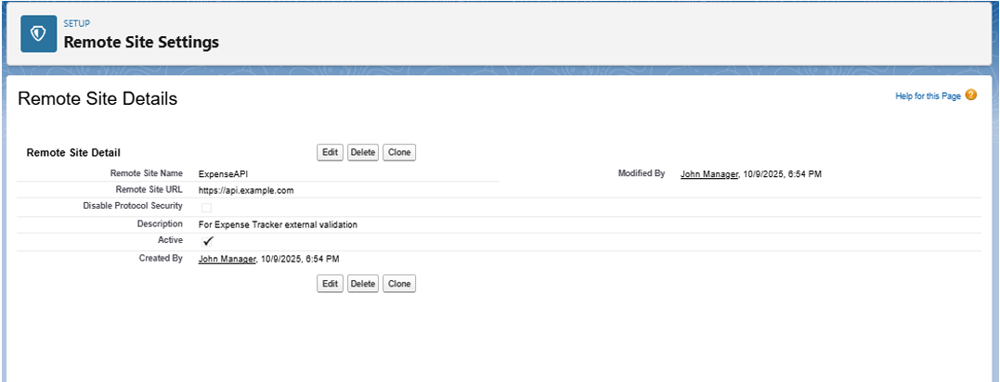 SETUP
Remote Site Settings
Remote Site Details
Help for this Page ?
Remote Site Detail Edit Delete Clone
Remote Site Name ExpenseAPI Modified By John Manager, 10/9/2025, 6:54 PM
Remote Site URL https://api.example.com
Disable Protocol Security
Description For Expense Tracker external validation
Active
Created By John Manager, 10/9/2025, 6:54 PM
Edit Delete Clone